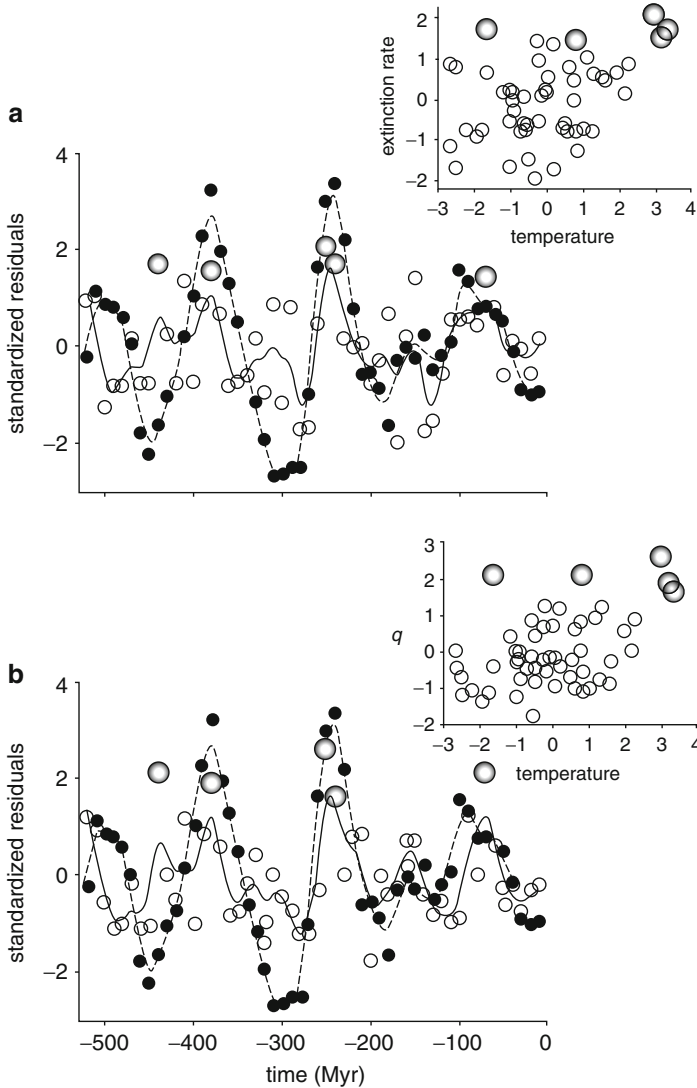 2
1
0
−1
−2
extinction rate
−3 −2 −1 0 1 2 3 4
temperature
a
4
2
0
−2
standardized residuals
3
2
1
0
−1
−2
q
−3 −2 −1 0 1 2 3 4
temperature
b
4
2
0
−2
standardized residuals
−500 −400 −300 −200 −100 0
time (Myr)